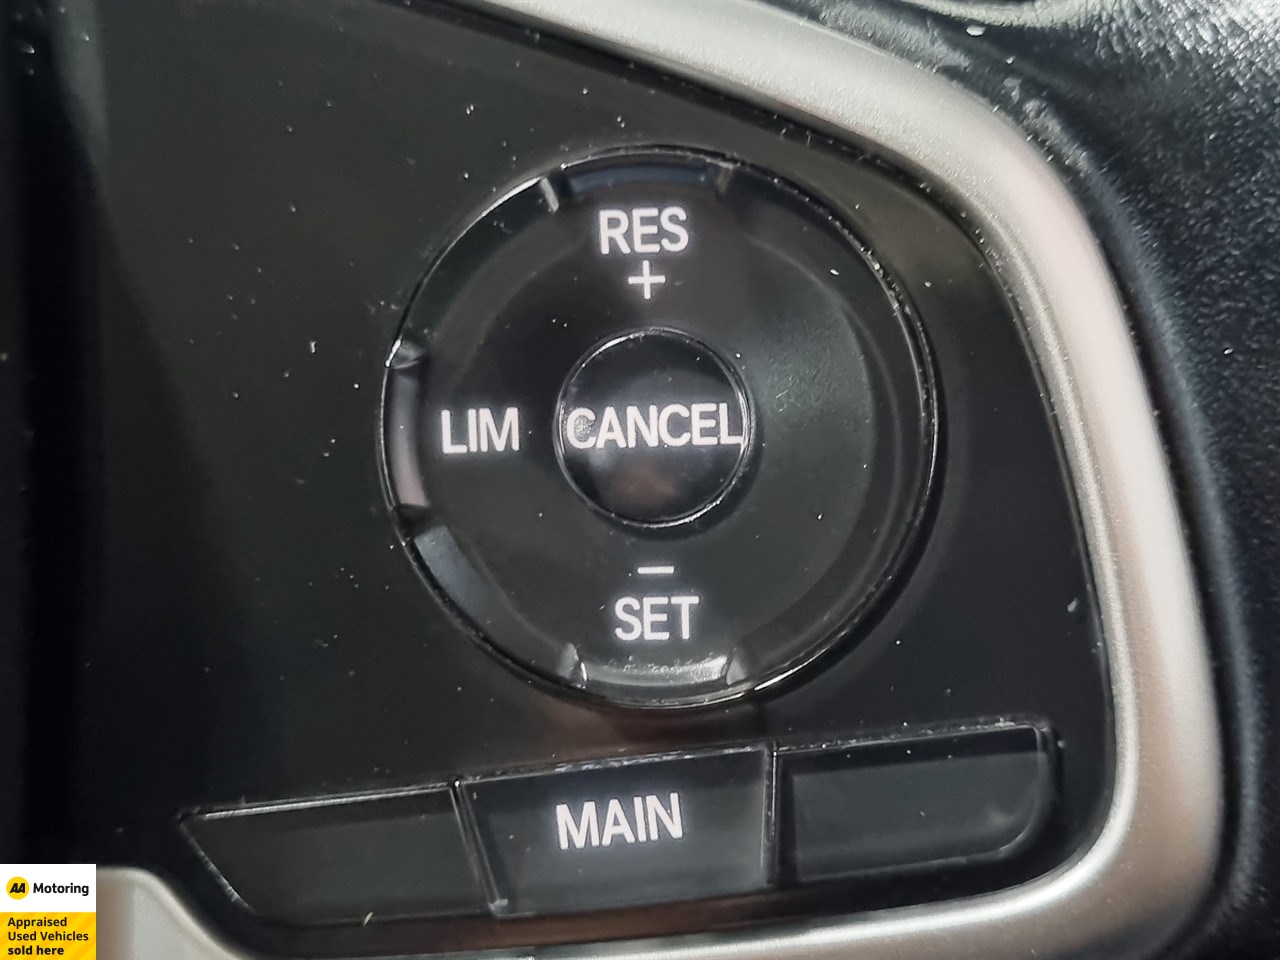 RES
+
LIM
CANCEL
–
SET
MAIN
AA Motoring
Appraised
Used Vehicles
sold here